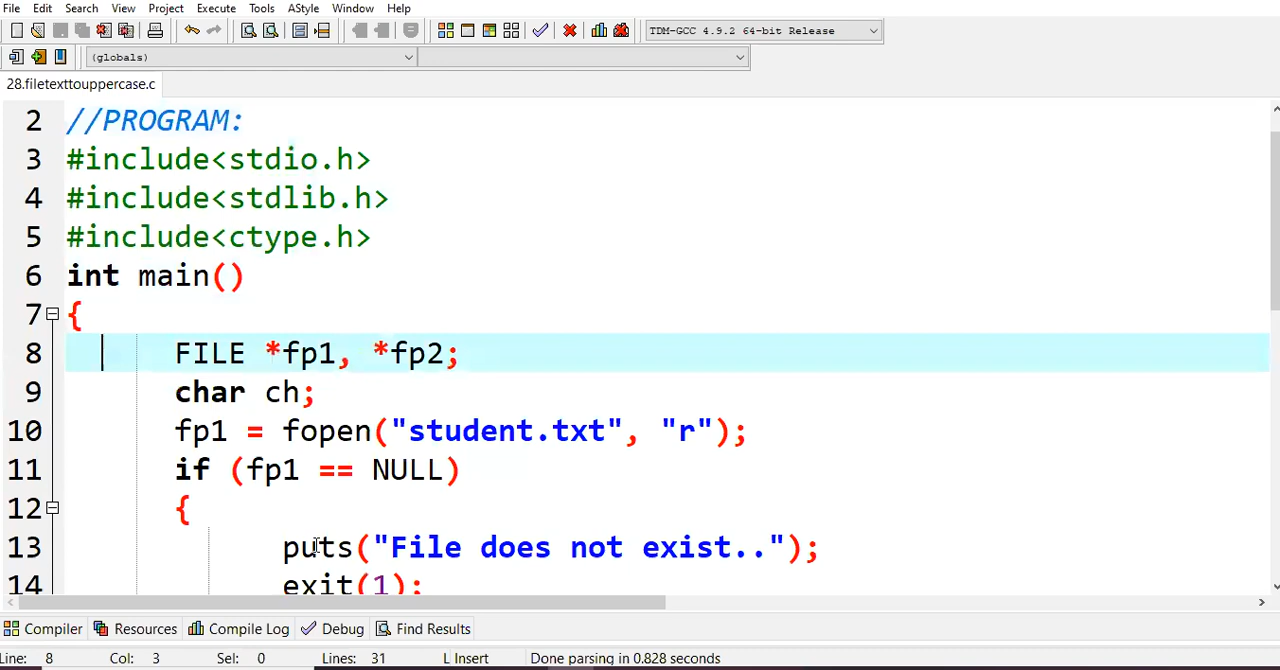 File Edit Search View Project Execute Tools AStyle Window Help
TDM-GCC 4.9.2 64-bit Release
(globals)
28.filetexttouppercase.c
2 //PROGRAM:
3 #include<stdio.h>
4 #include<stdlib.h>
5 #include<ctype.h>
6 int main()
7 {
8 FILE *fp1, *fp2;
9 char ch;
10 fp1 = fopen("student.txt", "r");
11 if (fp1 == NULL)
12 {
13 puts("File does not exist..");
14 exit(1);
Compiler Resources Compile Log Debug Find Results
Line: 8 Col: 3 Sel: 0 Lines: 31 L Insert Done parsing in 0.828 seconds